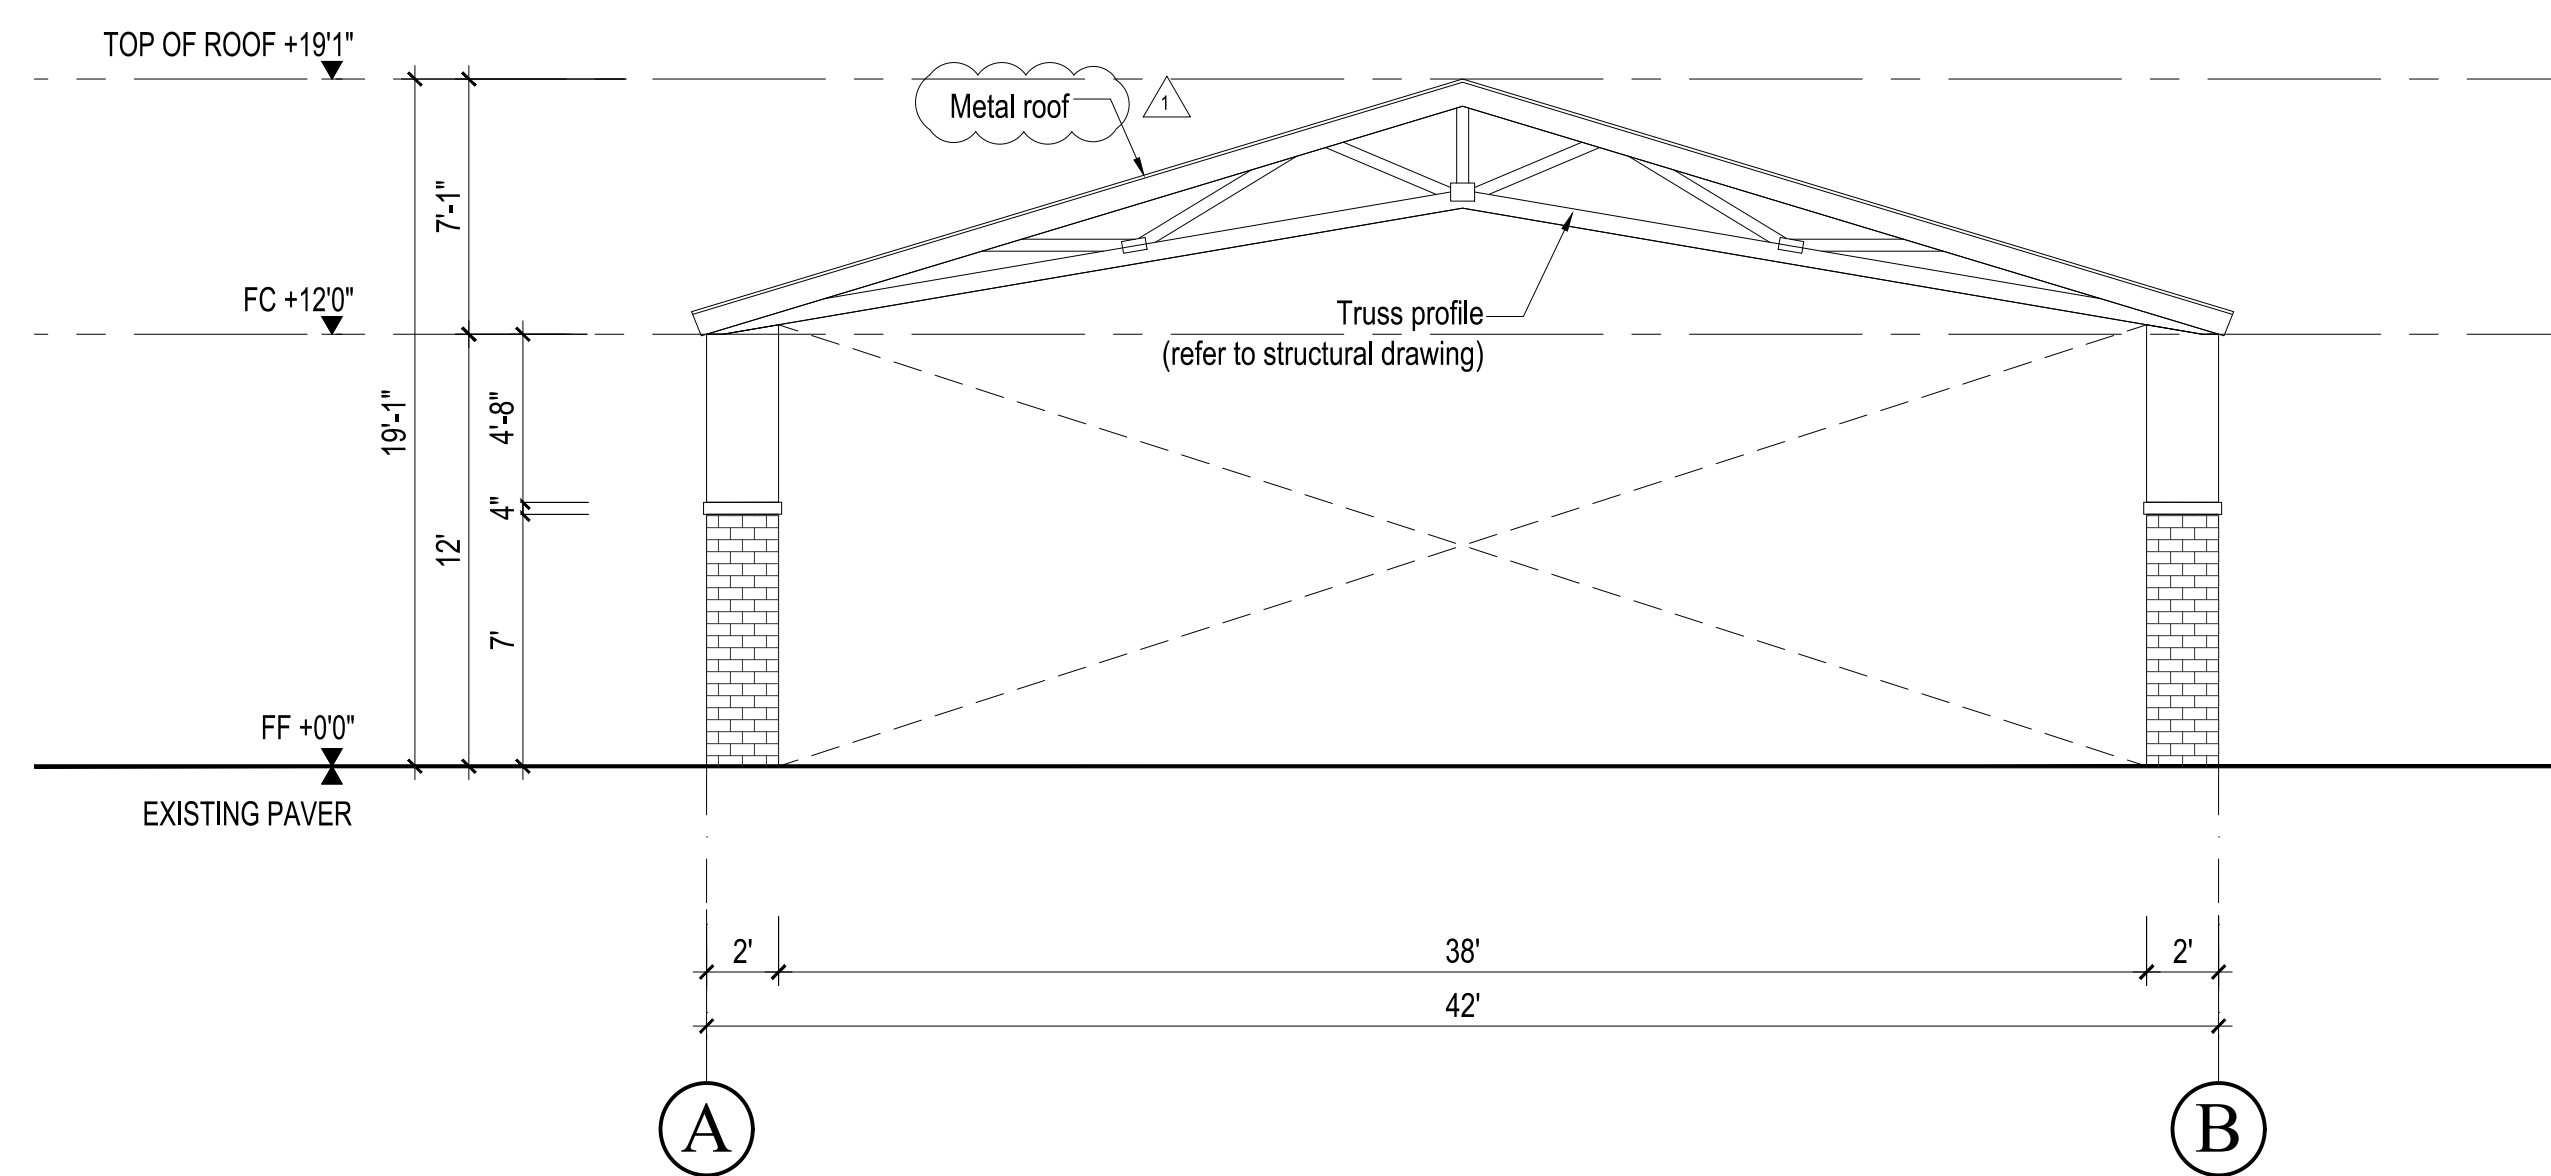 TOP OF ROOF +19'1"
Metal roof
1
7'-1"
FC +12'0"
Truss profile
(refer to structural drawing)
19'-1"
4'-8"
4"
12'
7'
FF +0'0"
EXISTING PAVER
2'
38'
2'
42'
A
B